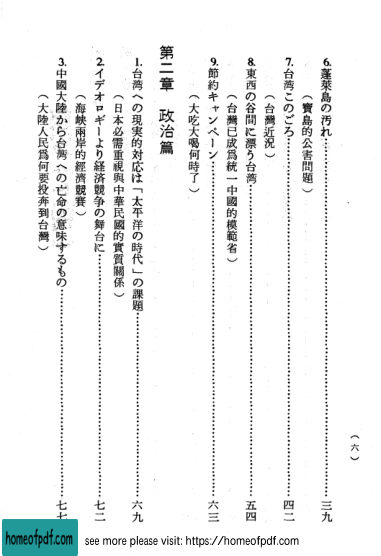 6.蓬萊島の汚れ……三九
（寶島的公害問題）
7.台湾このごろ……四二
（台灣近況）
8.東西の谷間に漂う台湾……五四
（台灣已成爲統一中國的模範省）
9.節約キャンペーン……六三
（大吃大喝何時了）
第二章　政治篇
1.台湾への現実的対応は「太平洋の時代」の課題……六九
（日本必需重視與中華民國的實質關係）
2.イデオロギーより経済競争の舞台に……七二
（海峽兩岸的經濟競賽）
3.中國大陸から台湾への亡命の意味するもの……七七
（大陸人民爲何要投奔到台灣）
（六）
homeofpdf.com
see more please visit: https://homeofpdf.com